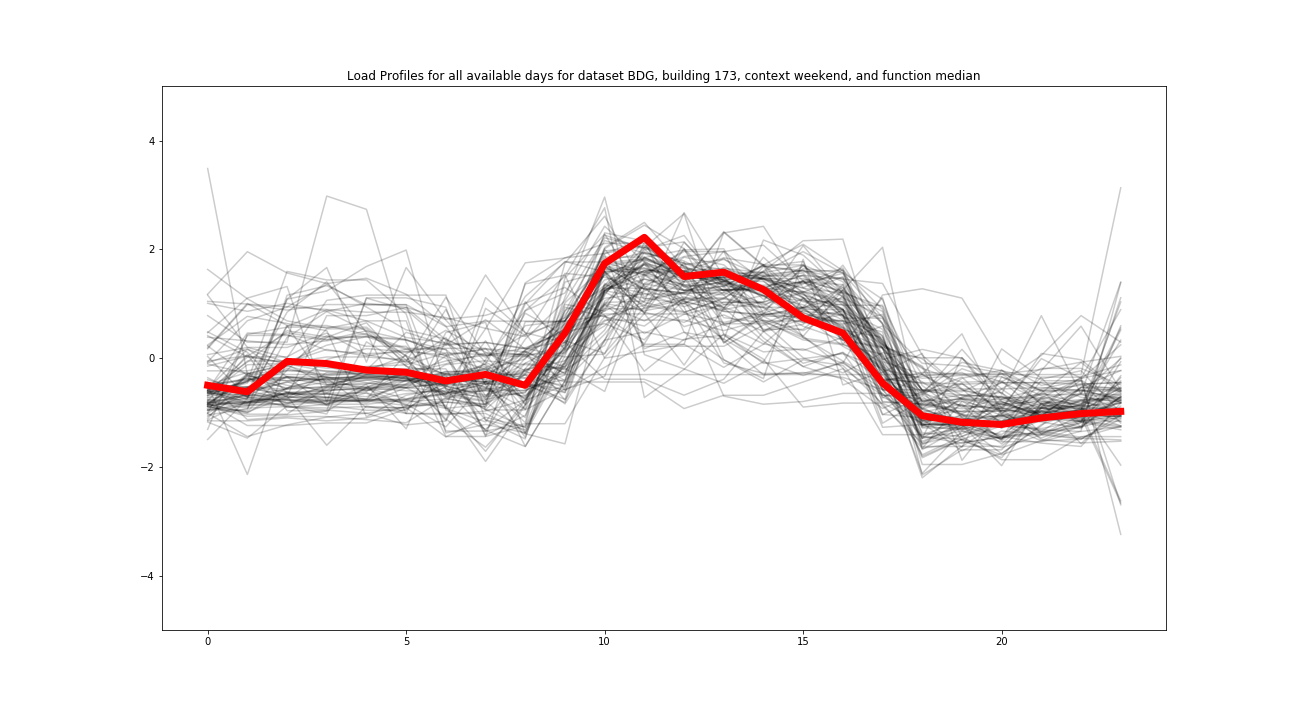 Load Profiles for all available days for dataset BDG, building 173, context weekend, and function median
4
2
0
−2
−4
0 5 10 15 20